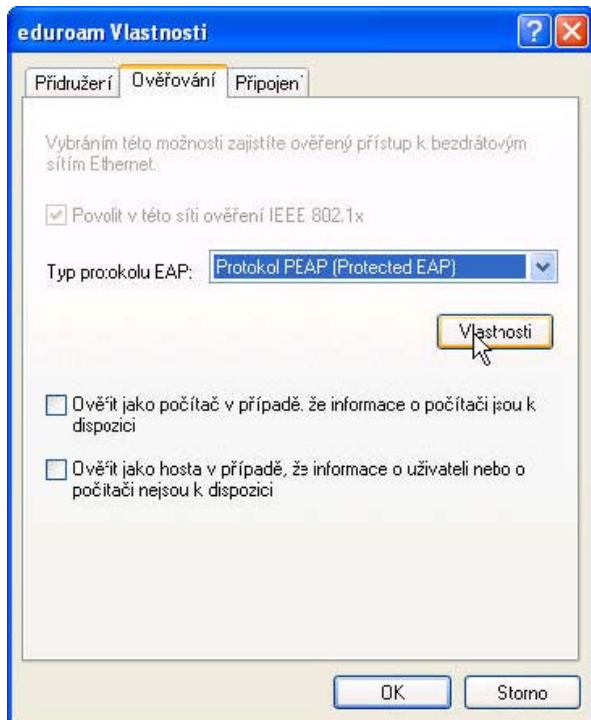 eduroam Vlastnosti
Přidružení Ověřování Připojení
Vybráním této možnosti zajistíte ověřený přístup k bezdrátovým
sítím Ethernet.
Povolit v této síti ověření IEEE 802.1x
Typ protokolu EAP: Protokol PEAP (Protected EAP)
Vlastnosti
Ověřit jako počítač v případě, že informace o počítači jsou k
dispozici
Ověřit jako hosta v případě, že informace o uživateli nebo o
počítači nejsou k dispozici
OK Storno